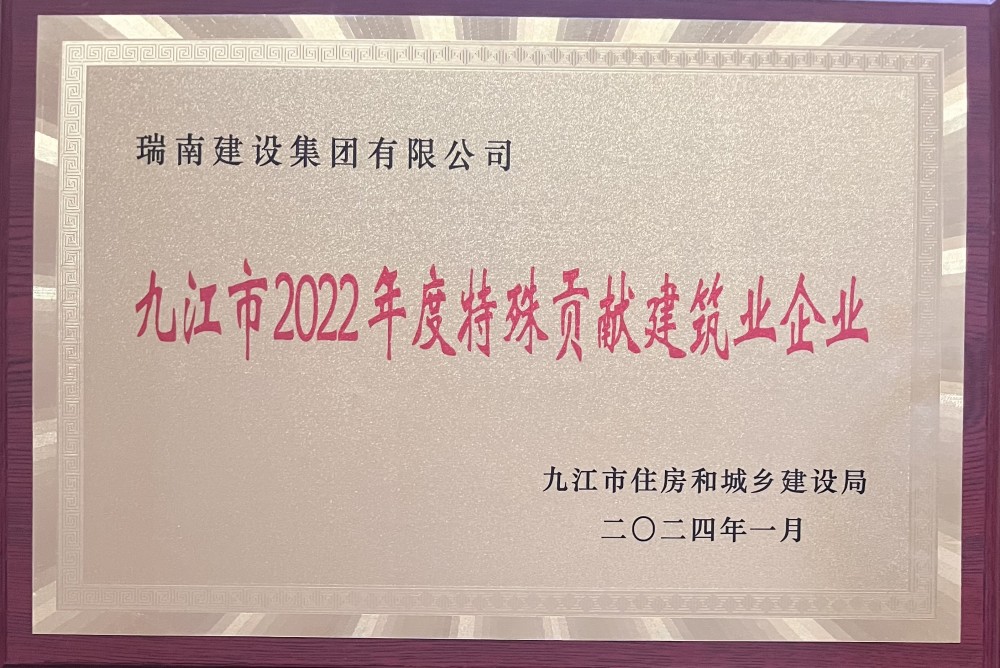 瑞南建设集团有限公司
九江市2022年度特殊贡献建筑业企业
九江市住房和城乡建设局
二〇二四年一月